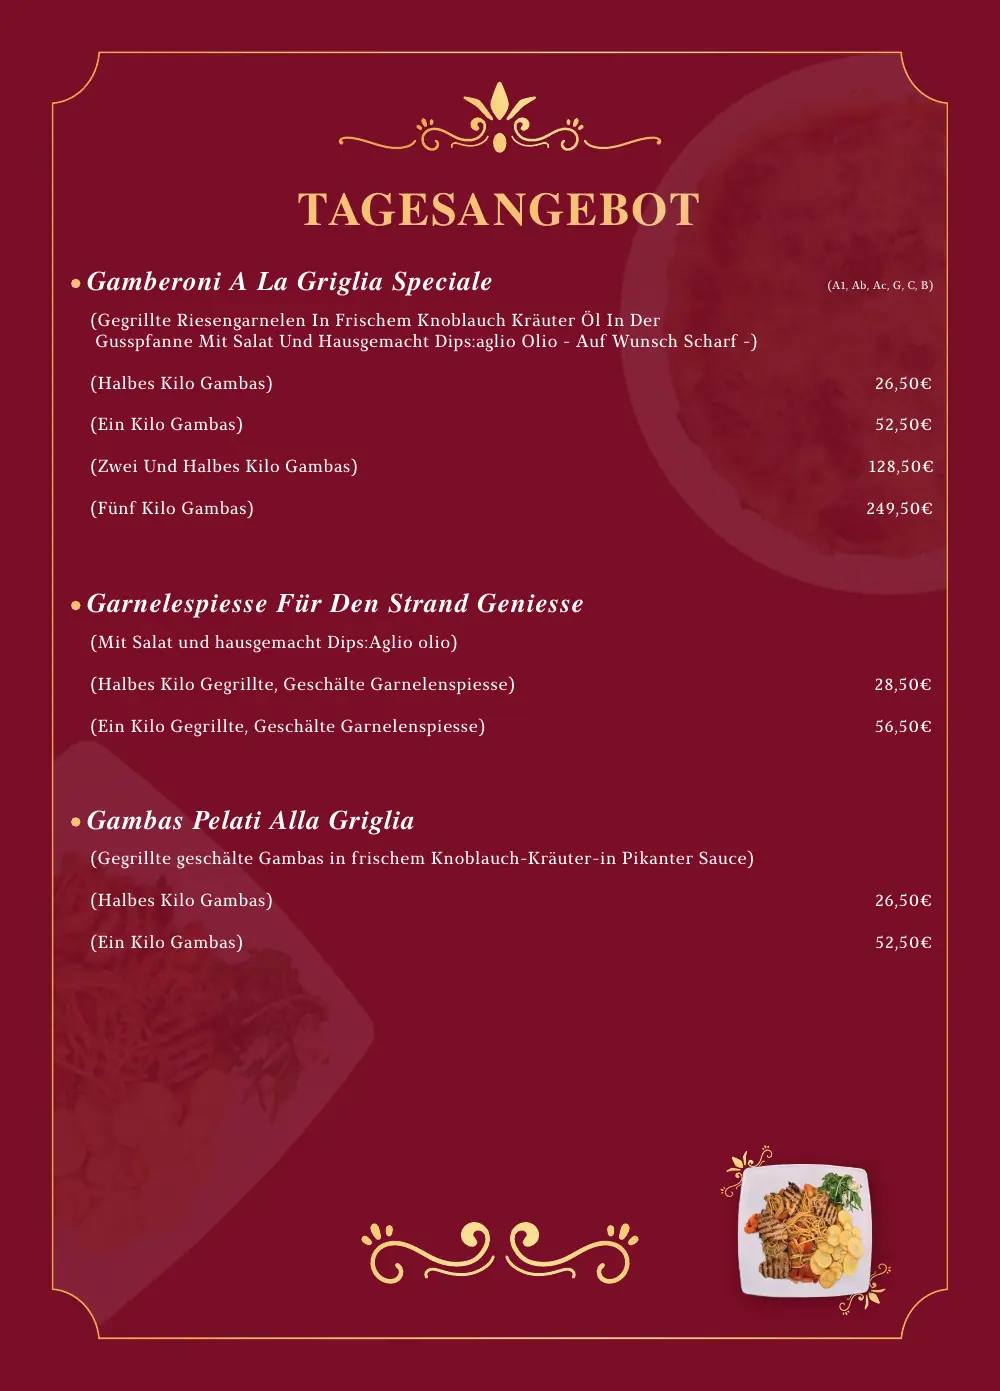 TAGESANGEBOT
Gamberoni A La Griglia Speciale (A1, Ab, Ac, G, C, B)
(Gegrillte Riesengarnelen In Frischem Knoblauch Kräuter Öl In Der
Gusspfanne Mit Salat Und Hausgemacht Dips:aglio Olio - Auf Wunsch Scharf -)
(Halbes Kilo Gambas) 26,50€
(Ein Kilo Gambas) 52,50€
(Zwei Und Halbes Kilo Gambas) 128,50€
(Fünf Kilo Gambas) 249,50€
Garnelespiesse Für Den Strand Geniesse
(Mit Salat und hausgemacht Dips:Aglio olio)
(Halbes Kilo Gegrillte, Geschälte Garnelenspiesse) 28,50€
(Ein Kilo Gegrillte, Geschälte Garnelenspiesse) 56,50€
Gambas Pelati Alla Griglia
(Gegrillte geschälte Gambas in frischem Knoblauch-Kräuter-in Pikanter Sauce)
(Halbes Kilo Gambas) 26,50€
(Ein Kilo Gambas) 52,50€